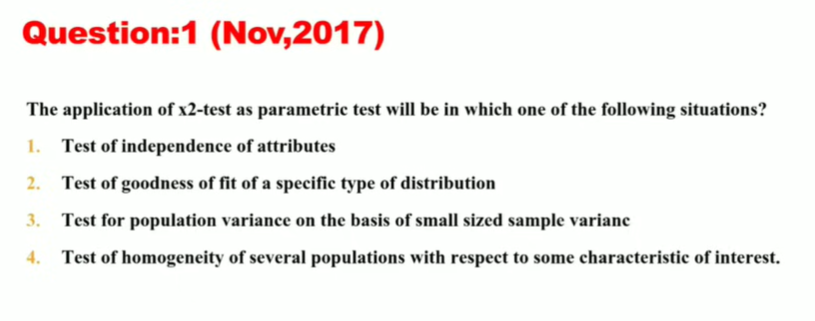 Question:1 (Nov,2017)
The application of x2-test as parametric test will be in which one of the following situations?
1. Test of independence of attributes
2. Test of goodness of fit of a specific type of distribution
3. Test for population variance on the basis of small sized sample varianc
4. Test of homogeneity of several populations with respect to some characteristic of interest.